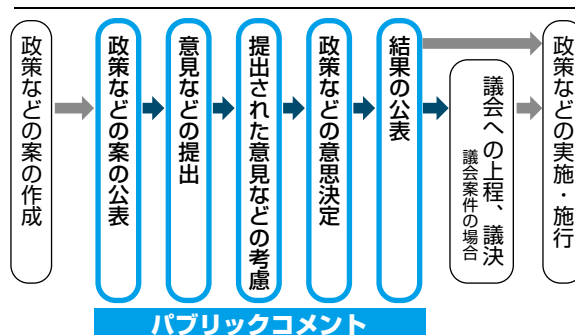 政策などの案の作成
政策などの案の公表
意見などの提出
提出された意見などの考慮
政策などの意思決定
結果の公表
議会への上程、議決
議会案件の場合
政策などの実施・施行
パブリックコメント